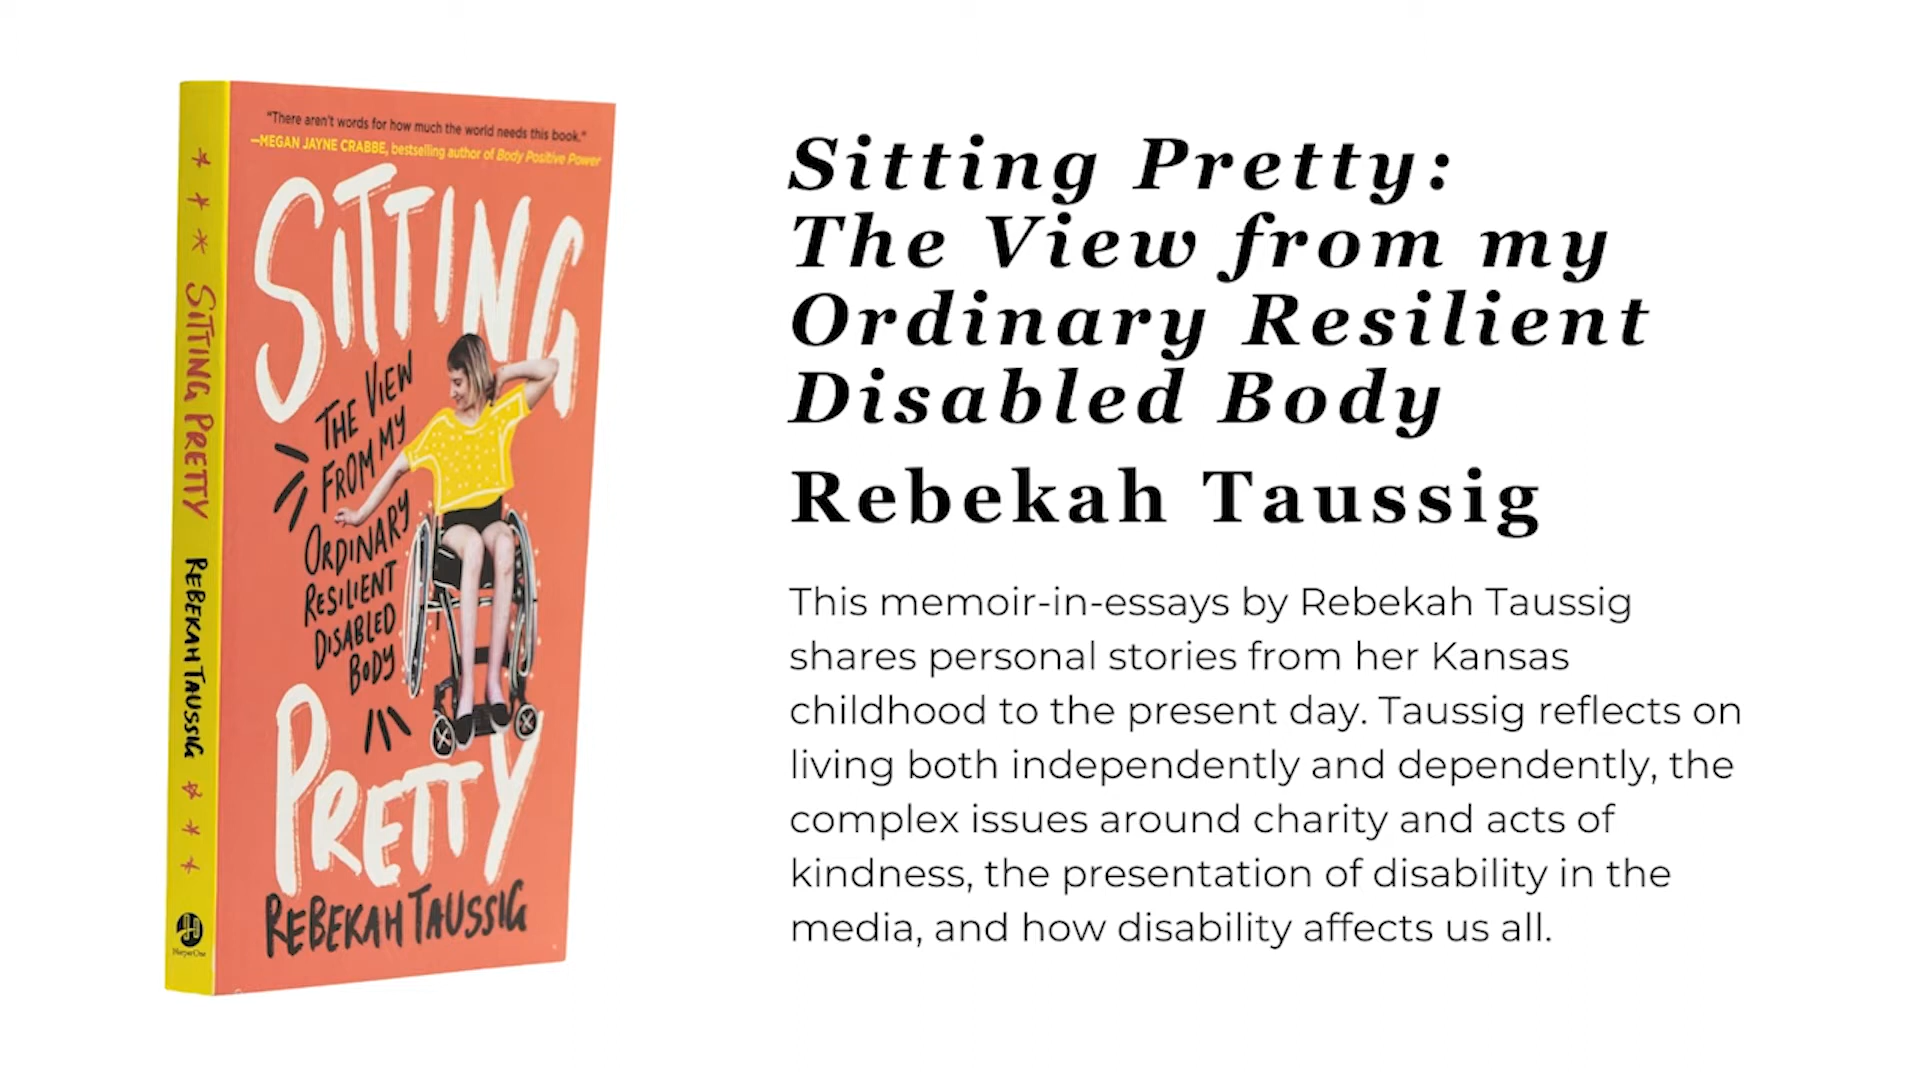 "There aren't words for how much the world needs this book."
—MEGAN JAYNE CRABBE, bestselling author of Body Positive Power
SITTING
THE VIEW
FROM MY
ORDINARY
RESILIENT
DISABLED
BODY
PRETTY
REBEKAH TAUSSIG
SITTING PRETTY
REBEKAH TAUSSIG
HarperOne
Sitting Pretty:
The View from my
Ordinary Resilient
Disabled Body
Rebekah Taussig
This memoir-in-essays by Rebekah Taussig
shares personal stories from her Kansas
childhood to the present day. Taussig reflects on
living both independently and dependently, the
complex issues around charity and acts of
kindness, the presentation of disability in the
media, and how disability affects us all.